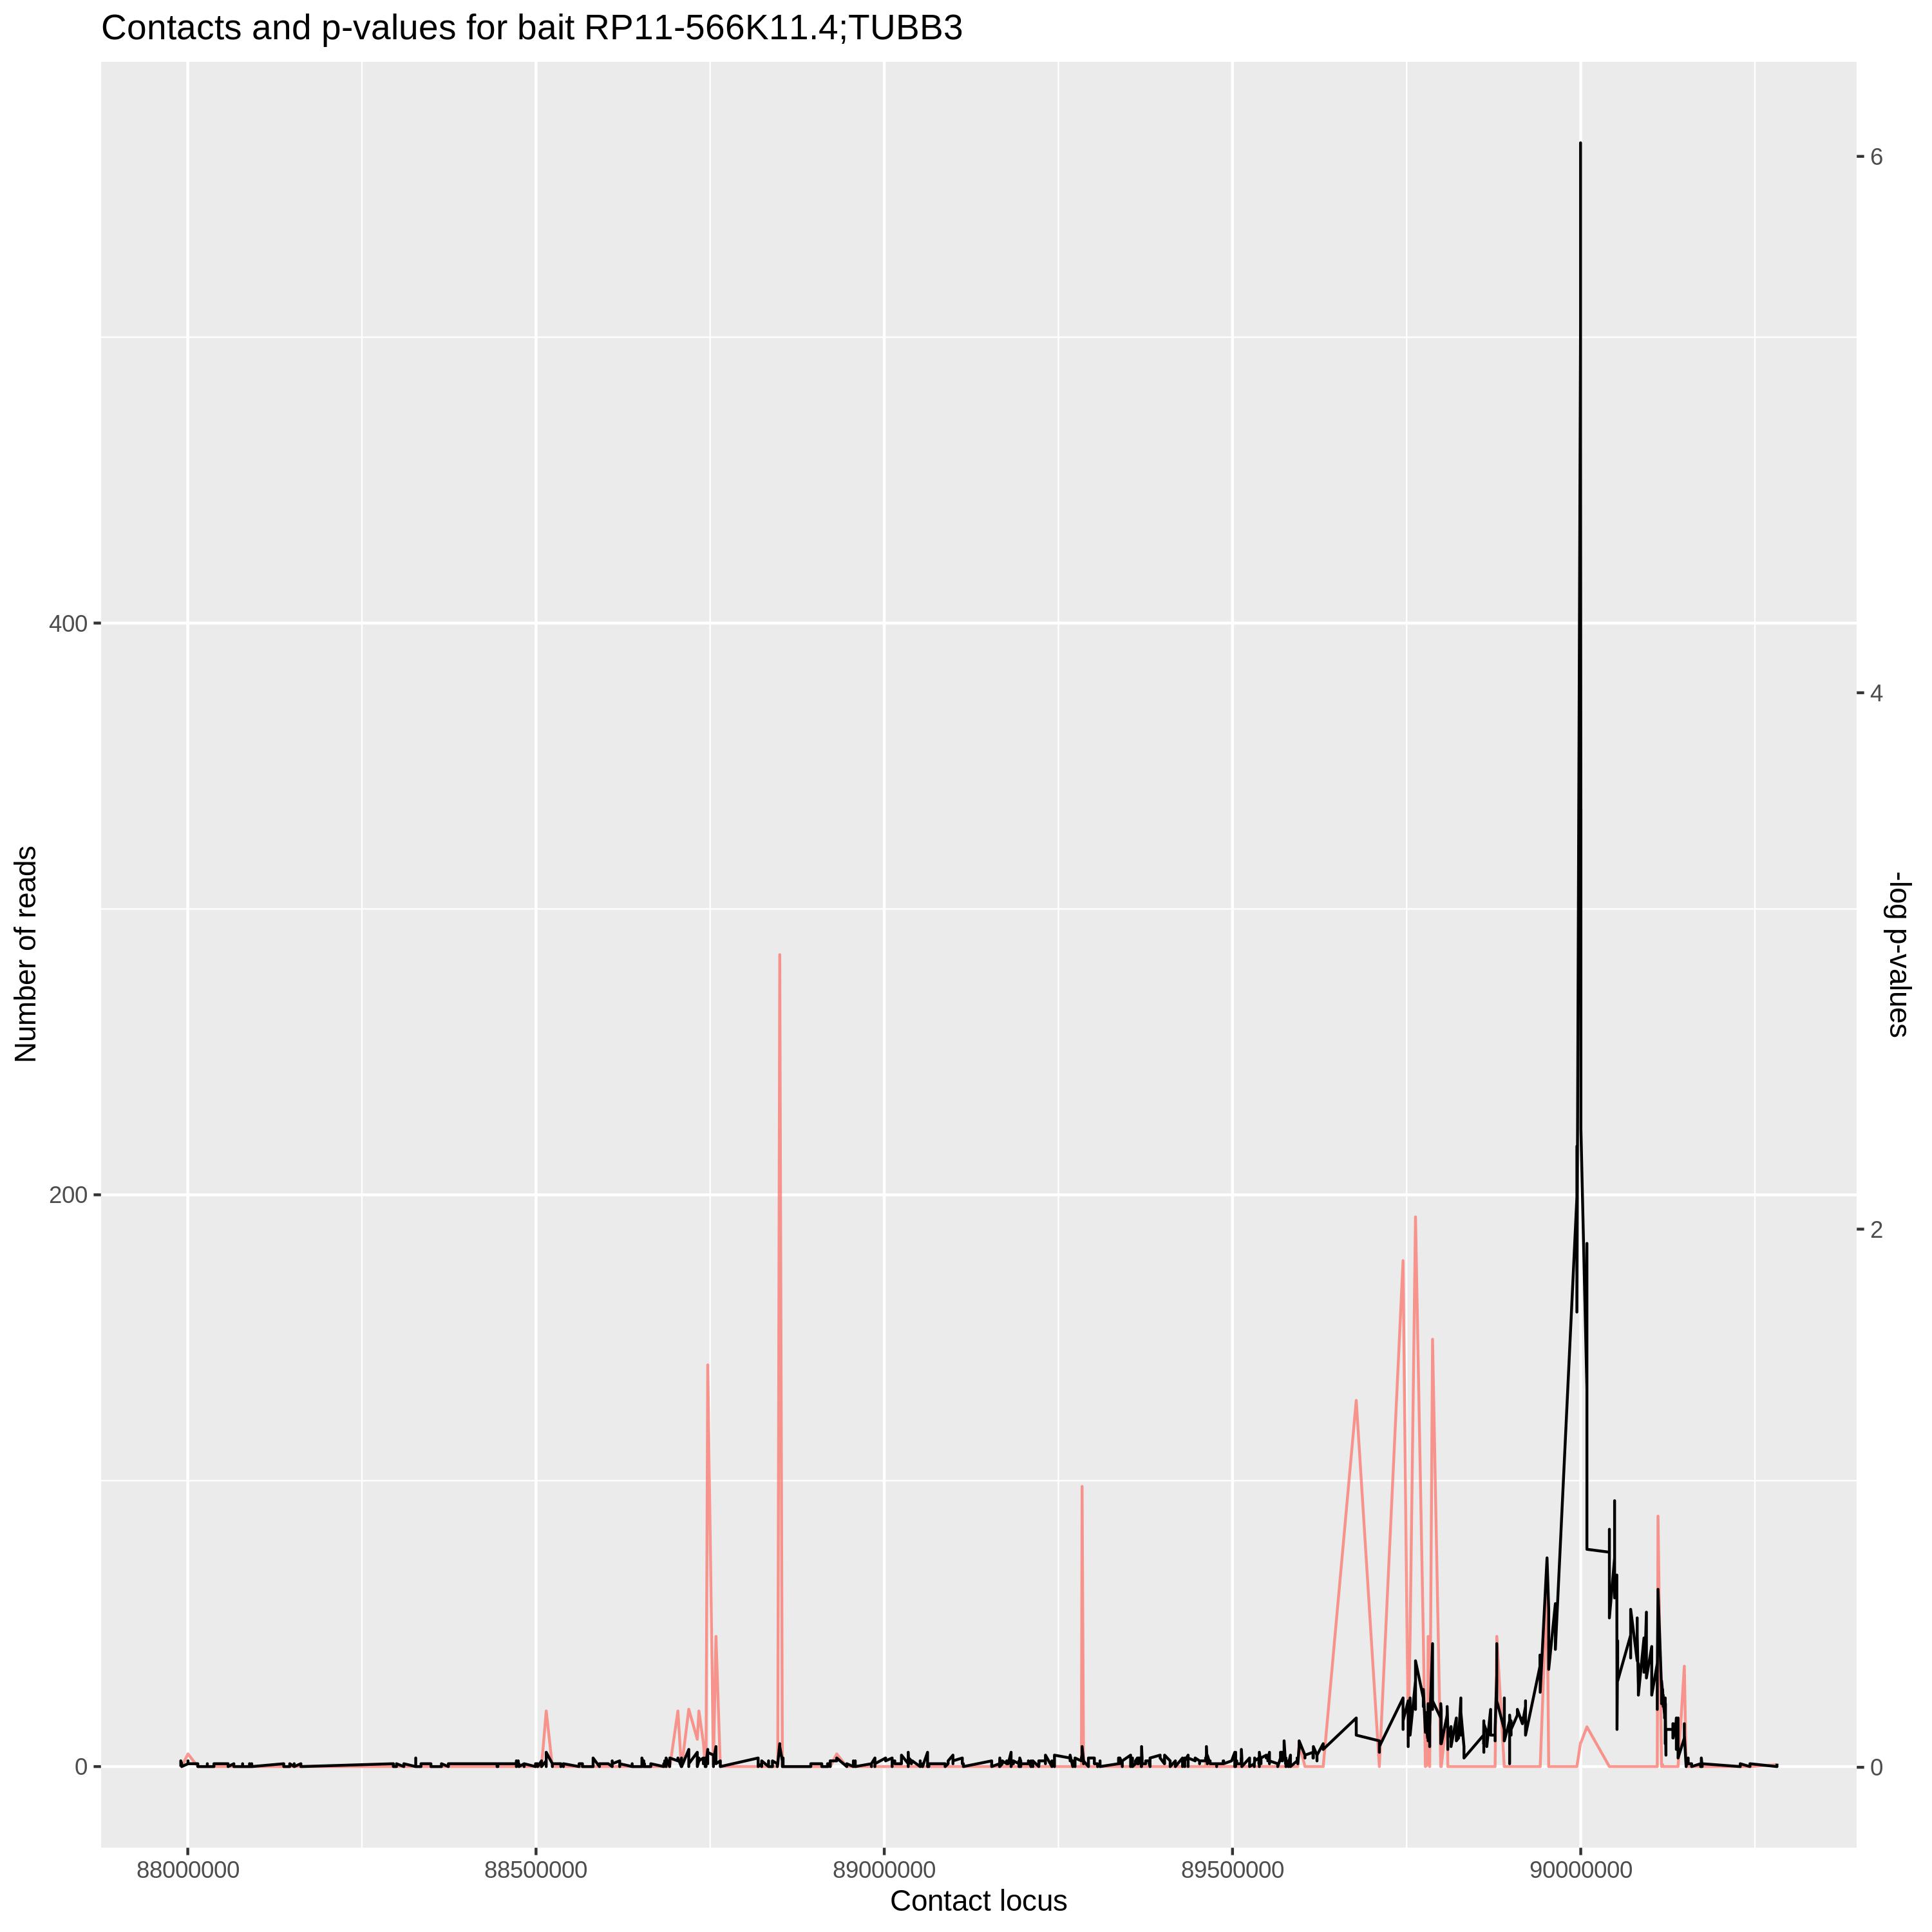 Contacts and p-values for bait RP11-566K11.4;TUBB3
Number of reads
400
200
0
6
4
2
0
-log p-values
88000000 88500000 89000000 89500000 90000000
Contact locus